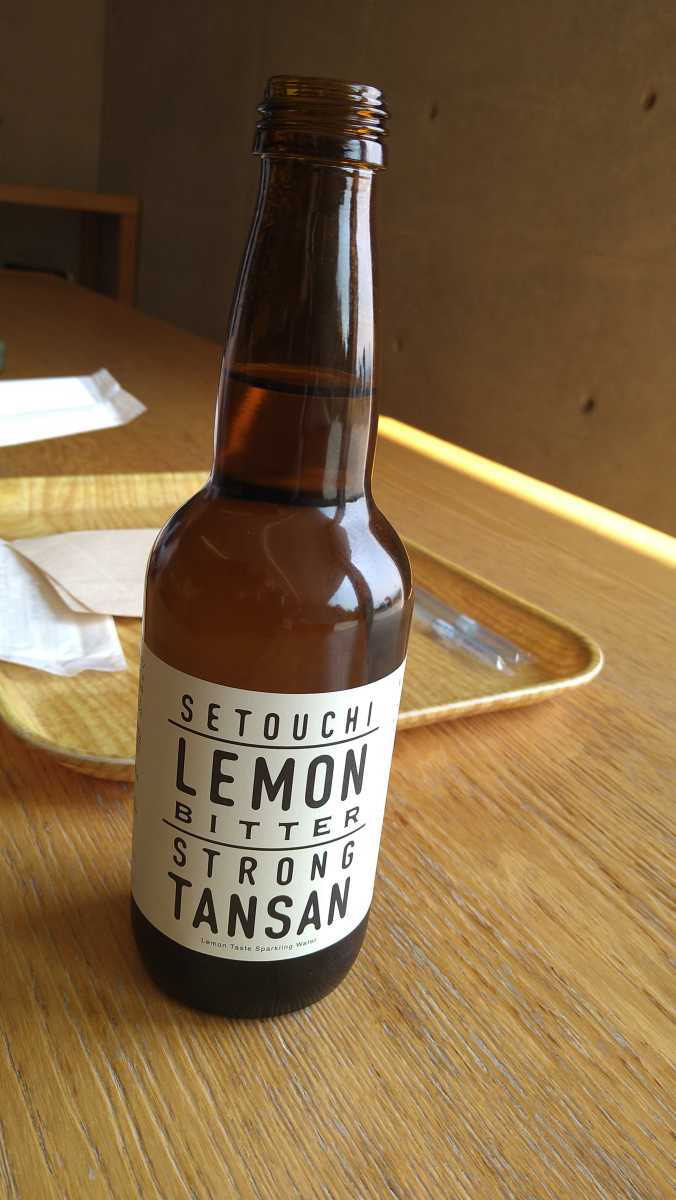 SETOUCHI
LEMON
BITTER
STRONG
TANSAN
Lemon Taste Sparkling Water